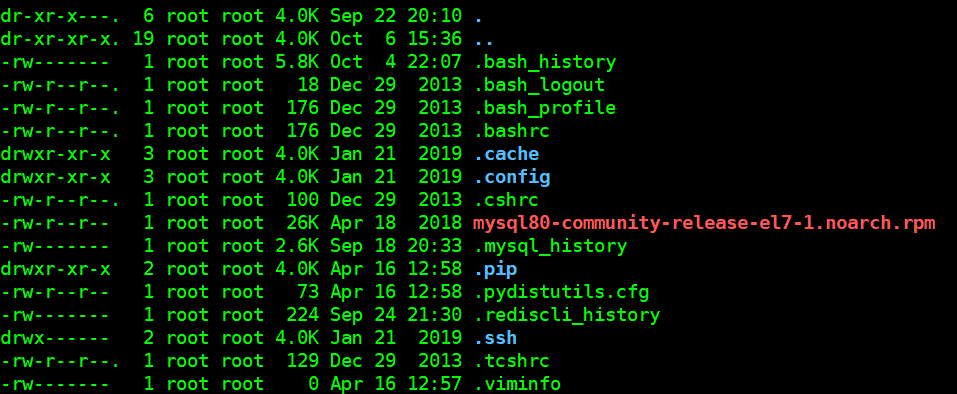 dr-xr-x---.  6 root root 4.0K Sep 22 20:10 .
dr-xr-xr-x. 19 root root 4.0K Oct  6 15:36 ..
-rw-------   1 root root 5.8K Oct  4 22:07 .bash_history
-rw-r--r--.  1 root root   18 Dec 29  2013 .bash_logout
-rw-r--r--.  1 root root  176 Dec 29  2013 .bash_profile
-rw-r--r--.  1 root root  176 Dec 29  2013 .bashrc
drwxr-xr-x   3 root root 4.0K Jan 21  2019 .cache
drwxr-xr-x   3 root root 4.0K Jan 21  2019 .config
-rw-r--r--.  1 root root  100 Dec 29  2013 .cshrc
-rw-r--r--   1 root root  26K Apr 18  2018 mysql80-community-release-el7-1.noarch.rpm
-rw-------   1 root root 2.6K Sep 18 20:33 .mysql_history
drwxr-xr-x   2 root root 4.0K Apr 16 12:58 .pip
-rw-r--r--   1 root root   73 Apr 16 12:58 .pydistutils.cfg
-rw-------   1 root root  224 Sep 24 21:30 .rediscli_history
drwx------   2 root root 4.0K Jan 21  2019 .ssh
-rw-r--r--.  1 root root  129 Dec 29  2013 .tcshrc
-rw-------   1 root root    0 Apr 16 12:57 .viminfo